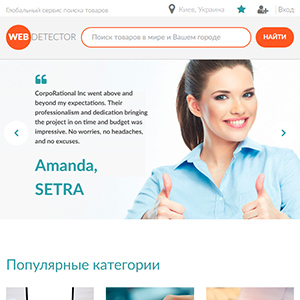 Глобальный сервис поиска товаров
Киев, Украина
Вход
WEB DETECTOR
Поиск товаров в мире и Вашем городе
НАЙТИ
CorpoRational Inc went above and
beyond my expectations. Their
professionalism and dedication bringing
the project in on time and budget was
impressive. No worries, no headaches,
and no excuses.
Amanda,
SETRA
Популярные категории